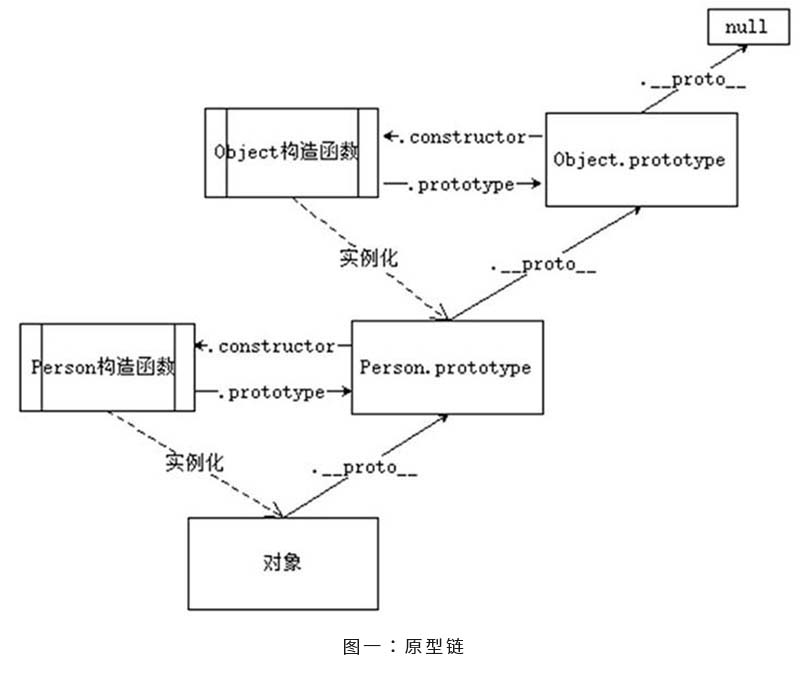 null
.__proto__
Object构造函数
.constructor
.prototype
Object.prototype
实例化
.__proto__
Person构造函数
.constructor
.prototype
Person.prototype
实例化
.__proto__
对象
图一：原型链